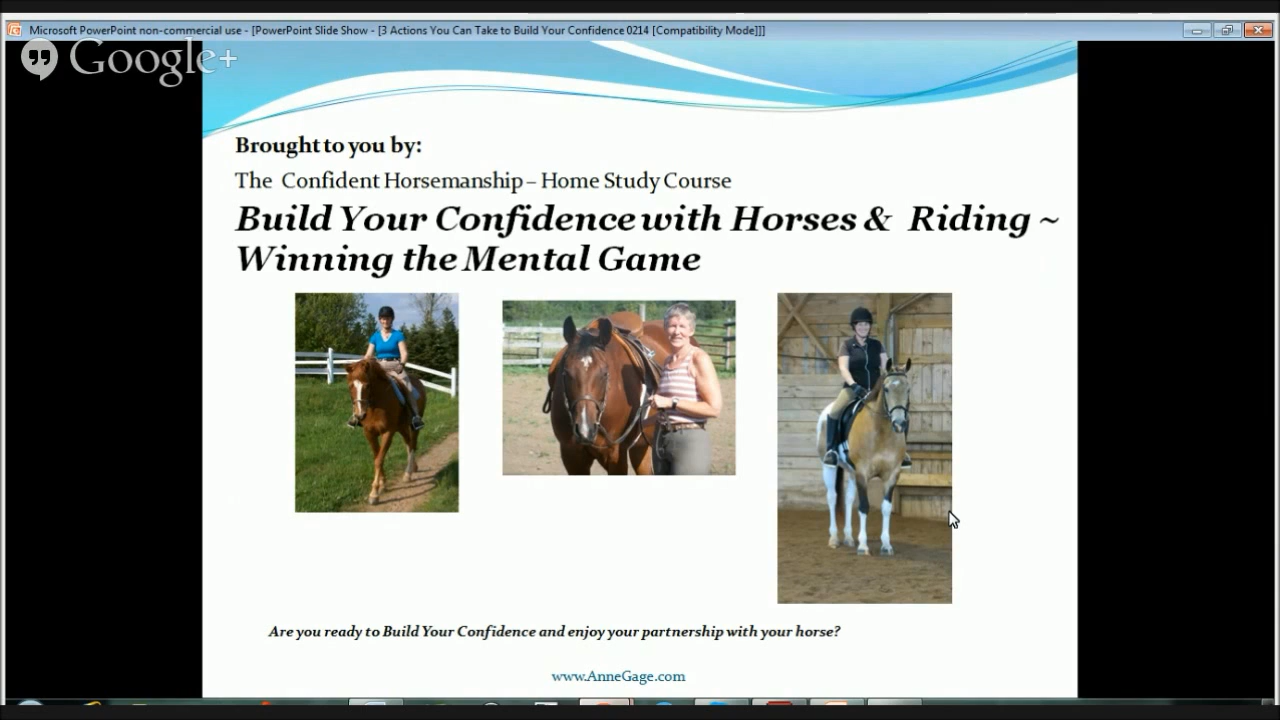 Microsoft PowerPoint non-commercial use - [PowerPoint Slide Show - [3 Actions You Can Take to Build Your Confidence 0214 [Compatibility Mode]]]
Google+
Brought to you by:
The Confident Horsemanship – Home Study Course
Build Your Confidence with Horses & Riding ~
Winning the Mental Game
Are you ready to Build Your Confidence and enjoy your partnership with your horse?
www.AnneGage.com